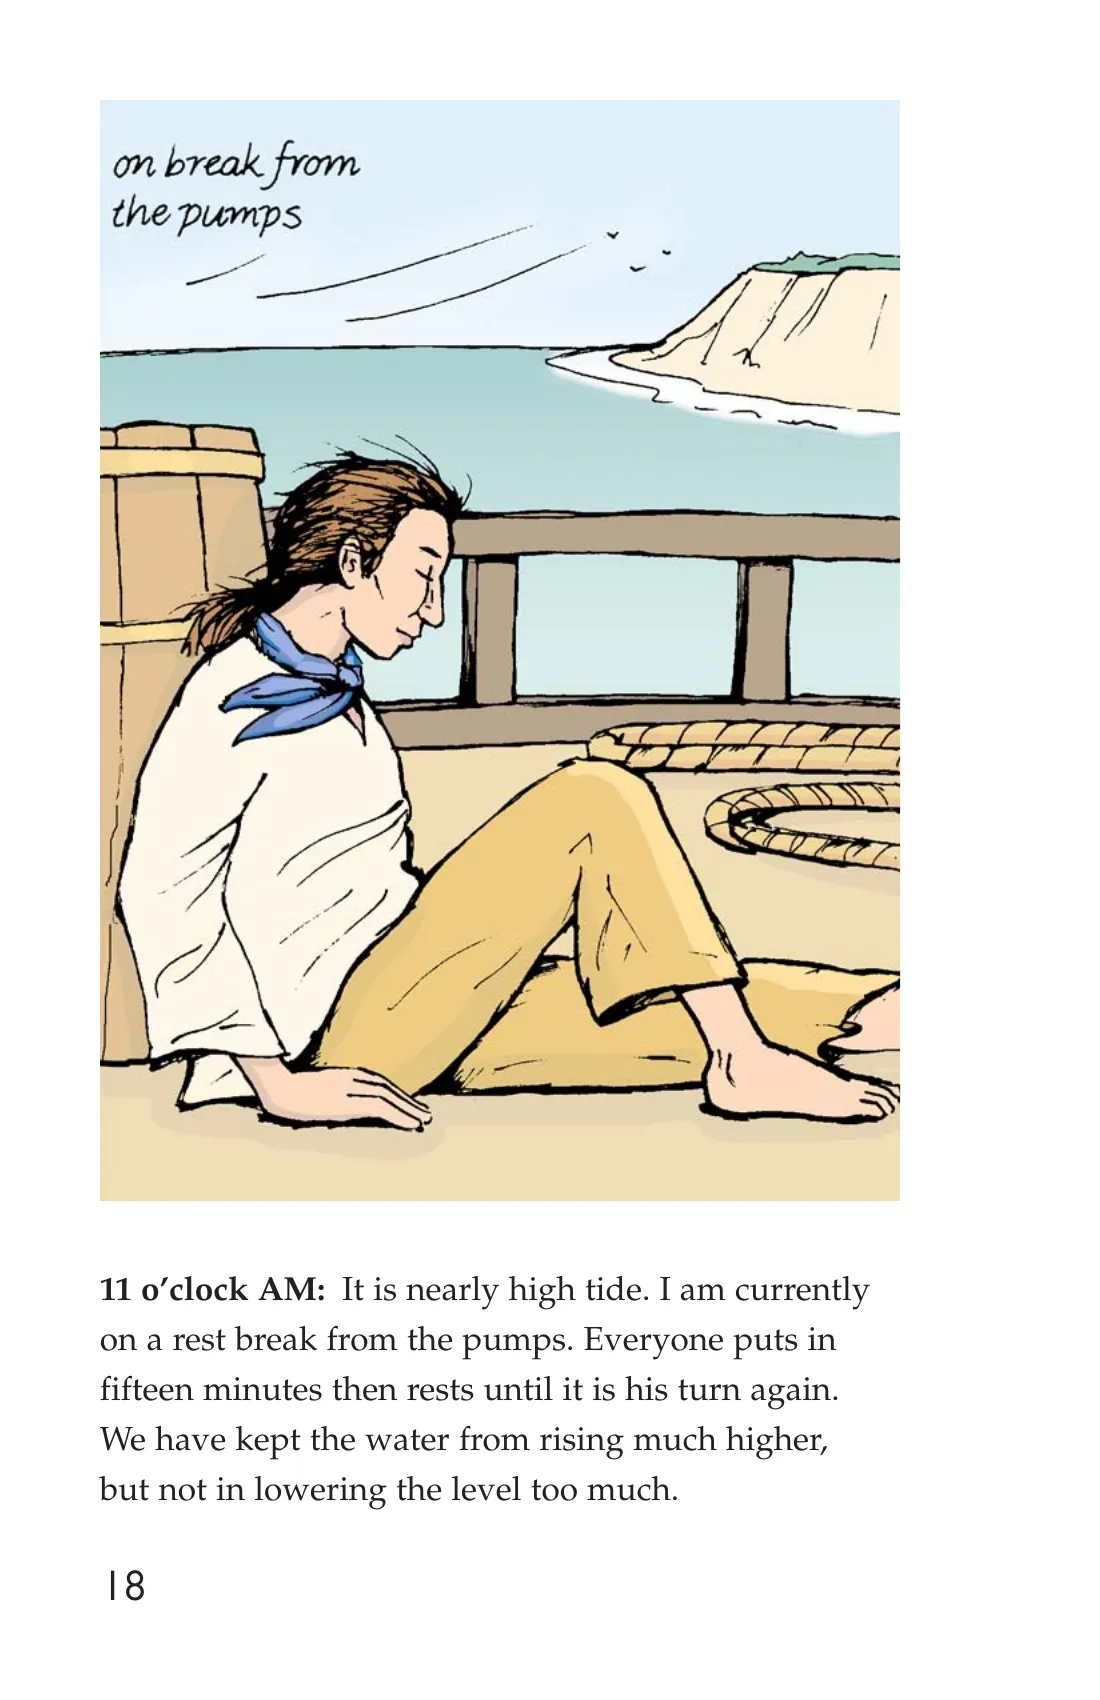 on break from
the pumps
11 o’clock AM: It is nearly high tide. I am currently
on a rest break from the pumps. Everyone puts in
fifteen minutes then rests until it is his turn again.
We have kept the water from rising much higher,
but not in lowering the level too much.
18